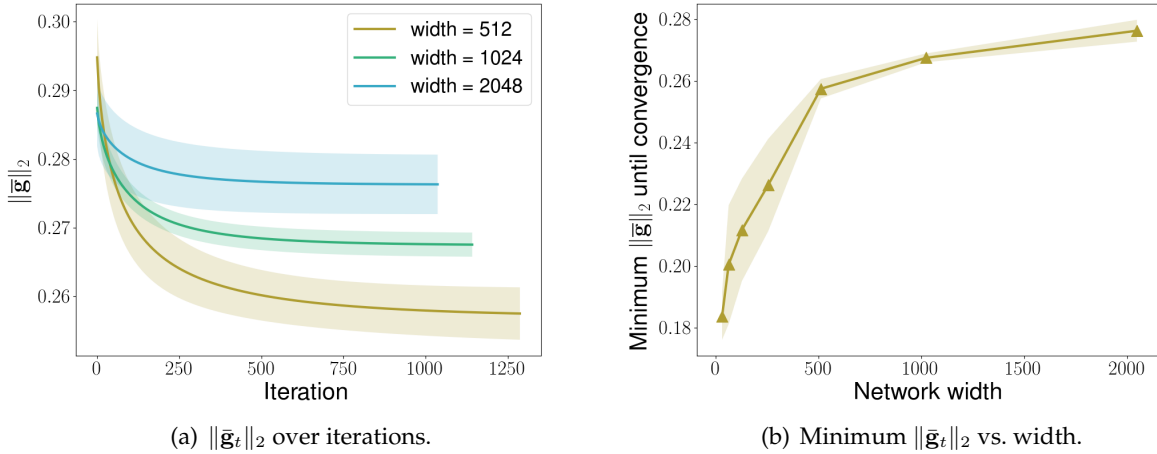 0.30
0.29
0.28
0.27
0.26
‖ḡ‖₂
width = 512
width = 1024
width = 2048
0 250 500 750 1000 1250
Iteration
(a) ‖ḡₜ‖₂ over iterations.
0.28
0.26
0.24
0.22
0.20
0.18
Minimum ‖ḡ‖₂ until convergence
0 500 1000 1500 2000
Network width
(b) Minimum ‖ḡₜ‖₂ vs. width.